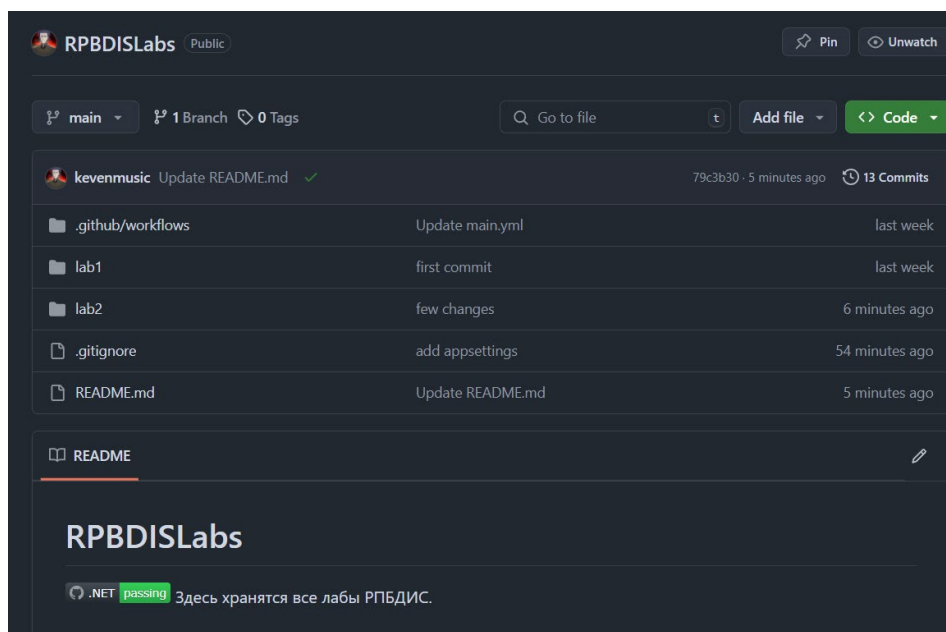 RPBDISLabs Public Pin Unwatch
main 1 Branch 0 Tags Go to file t Add file <> Code
kevenmusic Update README.md 79c3b30 · 5 minutes ago 13 Commits
.github/workflows Update main.yml last week
lab1 first commit last week
lab2 few changes 6 minutes ago
.gitignore add appsettings 54 minutes ago
README.md Update README.md 5 minutes ago
README
RPBDISLabs
.NET passing Здесь хранятся все лабы РПБДИС.